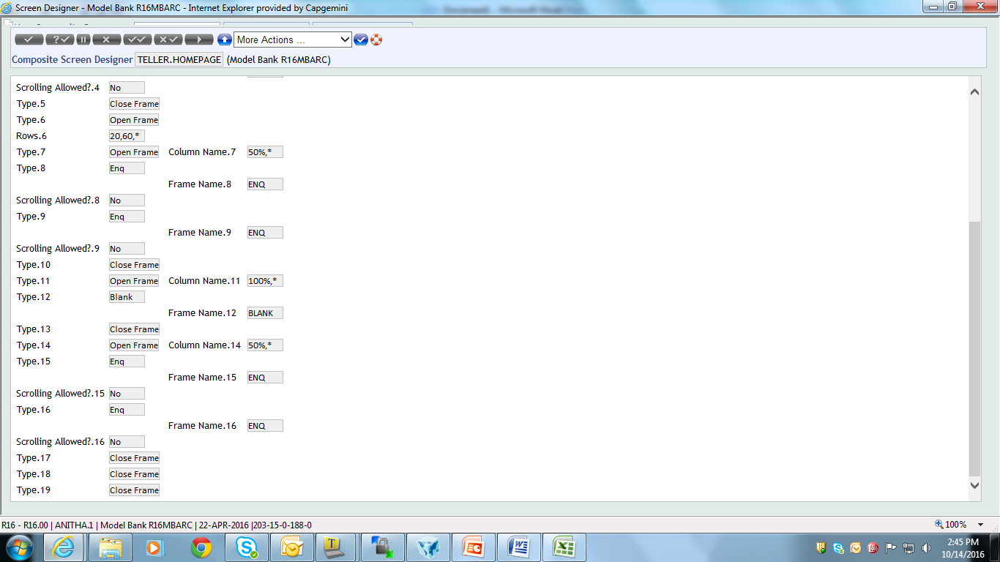 Screen Designer - Model Bank R16MBARC - Internet Explorer provided by Capgemini
More Actions ...
Composite Screen Designer TELLER.HOMEPAGE (Model Bank R16MBARC)
Scrolling Allowed?.4 No
Type.5 Close Frame
Type.6 Open Frame
Rows.6 20,60,*
Type.7 Open Frame Column Name.7 50%,*
Type.8 Enq
Frame Name.8 ENQ
Scrolling Allowed?.8 No
Type.9 Enq
Frame Name.9 ENQ
Scrolling Allowed?.9 No
Type.10 Close Frame
Type.11 Open Frame Column Name.11 100%,*
Type.12 Blank
Frame Name.12 BLANK
Type.13 Close Frame
Type.14 Open Frame Column Name.14 50%,*
Type.15 Enq
Frame Name.15 ENQ
Scrolling Allowed?.15 No
Type.16 Enq
Frame Name.16 ENQ
Scrolling Allowed?.16 No
Type.17 Close Frame
Type.18 Close Frame
Type.19 Close Frame
R16 - R16.00 | ANITHA.1 | Model Bank R16MBARC | 22-APR-2016 |203-15-0-188-0
100%
2:45 PM
10/14/2016